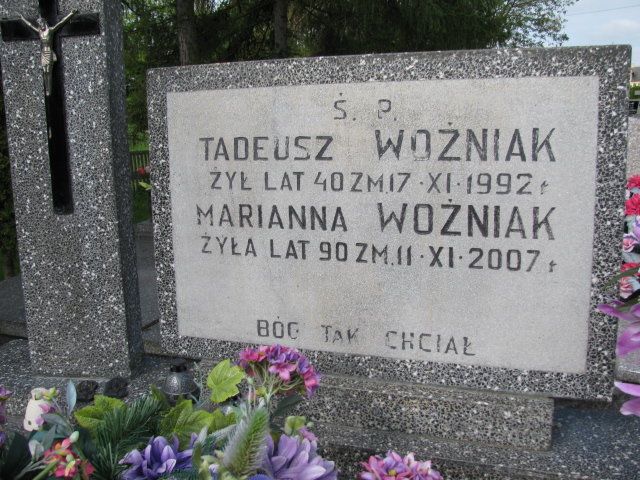 Ś. P.
TADEUSZ WOŹNIAK
ŻYŁ LAT 40 ZM 17 · XI · 1992 r
MARIANNA WOŹNIAK
ŻYŁA LAT 90 ZM. 11 · XI · 2007 r
BÓG TAK CHCIAŁ